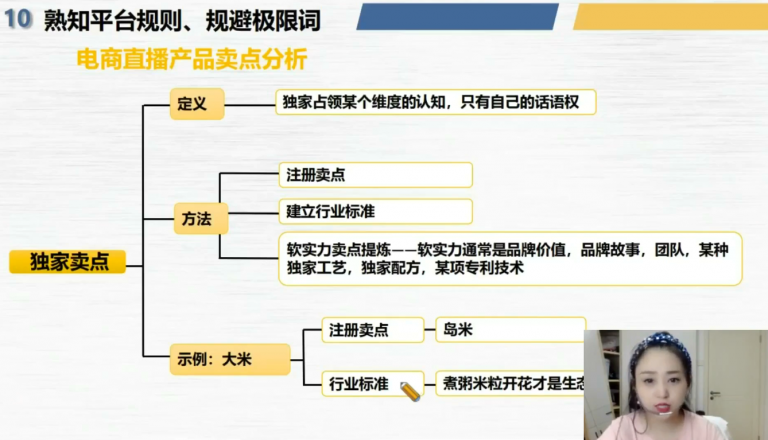 10 熟知平台规则、规避极限词
电商直播产品卖点分析
定义
独家占领某个维度的认知，只有自己的话语权
注册卖点
方法
建立行业标准
软实力卖点提炼——软实力通常是品牌价值，品牌故事，团队，某种
独家工艺，独家配方，某项专利技术
独家卖点
注册卖点
岛米
示例：大米
行业标准
煮粥米粒开花才是生态